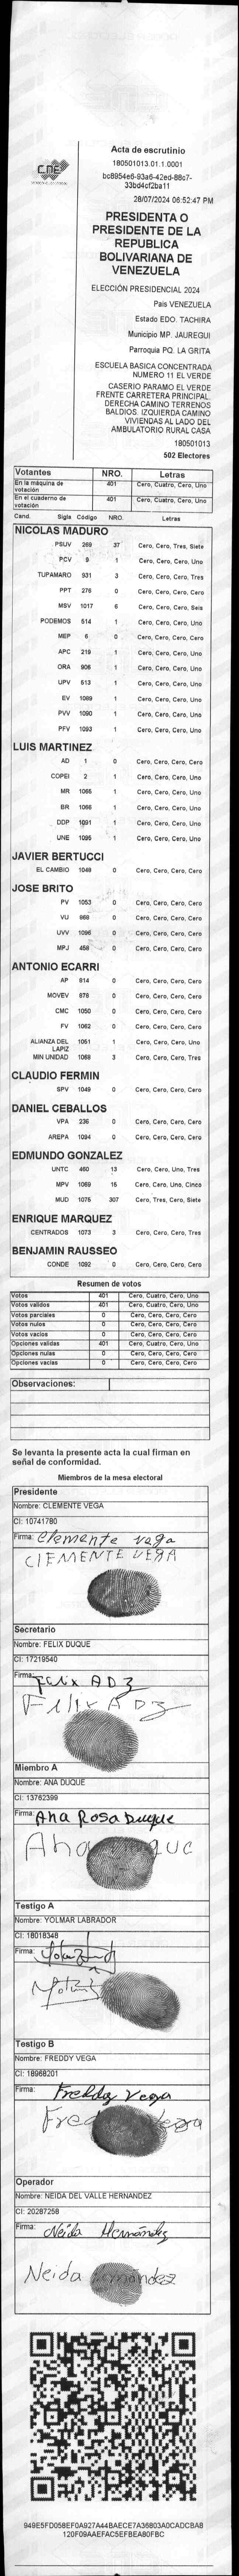 CNE
Acta de escrutinio
180501013.01.1.0001
bc8954e6-93a6-42ed-88c7-
33bd4cf2ba11
28/07/2024 06:52:47 PM
PRESIDENTA O
PRESIDENTE DE LA
REPUBLICA
BOLIVARIANA DE
VENEZUELA
ELECCIÓN PRESIDENCIAL 2024
País VENEZUELA
Estado EDO. TACHIRA
Municipio MP. JAUREGUI
Parroquia PQ. LA GRITA
ESCUELA BASICA CONCENTRADA
NUMERO 11 EL VERDE
CASERIO PARAMO EL VERDE
FRENTE CARRETERA PRINCIPAL.
DERECHA CAMINO TERRENOS
BALDIOS. IZQUIERDA CAMINO
VIVIENDAS AL LADO DEL
AMBULATORIO RURAL CASA
180501013
502 Electores
Votantes NRO. Letras
En la máquina de votación 401 Cero, Cuatro, Cero, Uno
En el cuaderno de votación 401 Cero, Cuatro, Cero, Uno
Cand. Sigla Código NRO. Letras
NICOLAS MADURO
PSUV 269 37 Cero, Cero, Tres, Siete
PCV 9 1 Cero, Cero, Cero, Uno
TUPAMARO 931 3 Cero, Cero, Cero, Tres
PPT 276 0 Cero, Cero, Cero, Cero
MSV 1017 6 Cero, Cero, Cero, Seis
PODEMOS 514 1 Cero, Cero, Cero, Uno
MEP 6 0 Cero, Cero, Cero, Cero
APC 219 1 Cero, Cero, Cero, Uno
ORA 906 1 Cero, Cero, Cero, Uno
UPV 513 1 Cero, Cero, Cero, Uno
EV 1089 1 Cero, Cero, Cero, Uno
PVV 1090 1 Cero, Cero, Cero, Uno
PFV 1093 1 Cero, Cero, Cero, Uno
LUIS MARTINEZ
AD 1 0 Cero, Cero, Cero, Cero
COPEI 2 1 Cero, Cero, Cero, Uno
MR 1065 1 Cero, Cero, Cero, Uno
BR 1066 1 Cero, Cero, Cero, Uno
DDP 1091 1 Cero, Cero, Cero, Uno
UNE 1095 1 Cero, Cero, Cero, Uno
JAVIER BERTUCCI
EL CAMBIO 1048 0 Cero, Cero, Cero, Cero
JOSE BRITO
PV 1053 0 Cero, Cero, Cero, Cero
VU 868 0 Cero, Cero, Cero, Cero
UVV 1096 0 Cero, Cero, Cero, Cero
MPJ 458 0 Cero, Cero, Cero, Cero
ANTONIO ECARRI
AP 814 0 Cero, Cero, Cero, Cero
MOVEV 878 0 Cero, Cero, Cero, Cero
CMC 1050 0 Cero, Cero, Cero, Cero
FV 1062 0 Cero, Cero, Cero, Cero
ALIANZA DEL LAPIZ 1051 1 Cero, Cero, Cero, Uno
MIN UNIDAD 1068 3 Cero, Cero, Cero, Tres
CLAUDIO FERMIN
SPV 1049 0 Cero, Cero, Cero, Cero
DANIEL CEBALLOS
VPA 236 0 Cero, Cero, Cero, Cero
AREPA 1094 0 Cero, Cero, Cero, Cero
EDMUNDO GONZALEZ
UNTC 450 13 Cero, Cero, Uno, Tres
MPV 1069 15 Cero, Cero, Uno, Cinco
MUD 1075 307 Cero, Tres, Cero, Siete
ENRIQUE MARQUEZ
CENTRADOS 1073 3 Cero, Cero, Cero, Tres
BENJAMIN RAUSSEO
CONDE 1092 0 Cero, Cero, Cero, Cero
Resumen de votos
Votos 401 Cero, Cuatro, Cero, Uno
Votos validos 401 Cero, Cuatro, Cero, Uno
Votos parciales 0 Cero, Cero, Cero, Cero
Votos nulos 0 Cero, Cero, Cero, Cero
Votos vacios 0 Cero, Cero, Cero, Cero
Opciones validas 401 Cero, Cuatro, Cero, Uno
Opciones nulas 0 Cero, Cero, Cero, Cero
Opciones vacias 0 Cero, Cero, Cero, Cero
Observaciones:
Se levanta la presente acta la cual firman en
señal de conformidad.
Miembros de la mesa electoral
Presidente
Nombre: CLEMENTE VEGA
CI: 10741780
Firma: Clemente vega
CIEMENTE VEGA
Secretario
Nombre: FELIX DUQUE
CI: 17219540
Firma: Felix A D Z
Felix A D Z
Miembro A
Nombre: ANA DUQUE
CI: 13762399
Firma: Ana Rosa Duque
Ana Duque
Testigo A
Nombre: YOLMAR LABRADOR
CI: 18018348
Firma:
Testigo B
Nombre: FREDDY VEGA
CI: 18968201
Firma: Freddy Vega
Freddy Vega
Operador
Nombre: NEIDA DEL VALLE HERNANDEZ
CI: 20287258
Firma: Neida Hernández
Neida Hernández
949E5FD058EF0A927A44BAECE7A36803A0CADCBA8
120F09AAEFAC5EFBEA80FBC